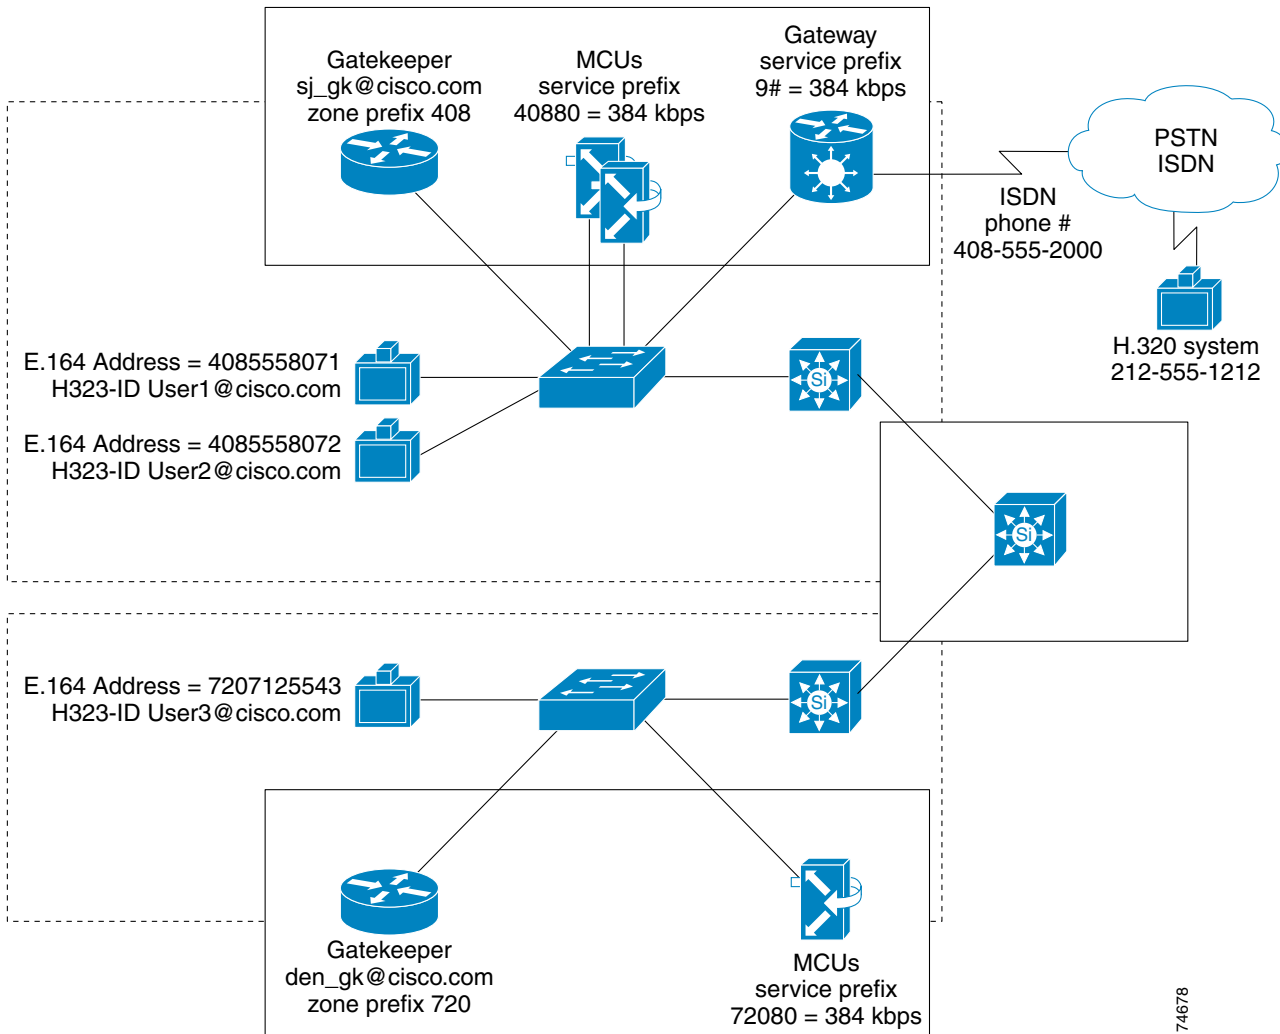 Gatekeeper
sj_gk@cisco.com
zone prefix 408
MCUs
service prefix
40880 = 384 kbps
Gateway
service prefix
9# = 384 kbps
PSTN
ISDN
ISDN
phone #
408-555-2000
H.320 system
212-555-1212
E.164 Address = 4085558071
H323-ID User1@cisco.com
Si
E.164 Address = 4085558072
H323-ID User2@cisco.com
Si
E.164 Address = 7207125543
H323-ID User3@cisco.com
Si
Gatekeeper
den_gk@cisco.com
zone prefix 720
MCUs
service prefix
72080 = 384 kbps
74678